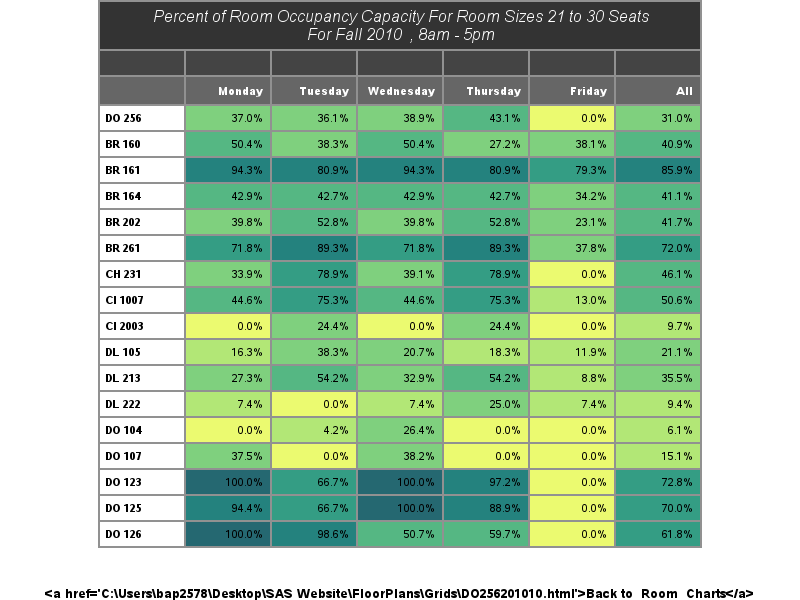 Percent of Room Occupancy Capacity For Room Sizes 21 to 30 Seats
For Fall 2010 , 8am - 5pm
Monday Tuesday Wednesday Thursday Friday All
DO 256 37.0% 36.1% 38.9% 43.1% 0.0% 31.0%
BR 160 50.4% 38.3% 50.4% 27.2% 38.1% 40.9%
BR 161 94.3% 80.9% 94.3% 80.9% 79.3% 85.9%
BR 164 42.9% 42.7% 42.9% 42.7% 34.2% 41.1%
BR 202 39.8% 52.8% 39.8% 52.8% 23.1% 41.7%
BR 261 71.8% 89.3% 71.8% 89.3% 37.8% 72.0%
CH 231 33.9% 78.9% 39.1% 78.9% 0.0% 46.1%
CI 1007 44.6% 75.3% 44.6% 75.3% 13.0% 50.6%
CI 2003 0.0% 24.4% 0.0% 24.4% 0.0% 9.7%
DL 105 16.3% 38.3% 20.7% 18.3% 11.9% 21.1%
DL 213 27.3% 54.2% 32.9% 54.2% 8.8% 35.5%
DL 222 7.4% 0.0% 7.4% 25.0% 7.4% 9.4%
DO 104 0.0% 4.2% 26.4% 0.0% 0.0% 6.1%
DO 107 37.5% 0.0% 38.2% 0.0% 0.0% 15.1%
DO 123 100.0% 66.7% 100.0% 97.2% 0.0% 72.8%
DO 125 94.4% 66.7% 100.0% 88.9% 0.0% 70.0%
DO 126 100.0% 98.6% 50.7% 59.7% 0.0% 61.8%
<a href='C:\Users\bap2578\Desktop\SAS Website\FloorPlans\Grids\DO256201010.html'>Back to Room Charts</a>